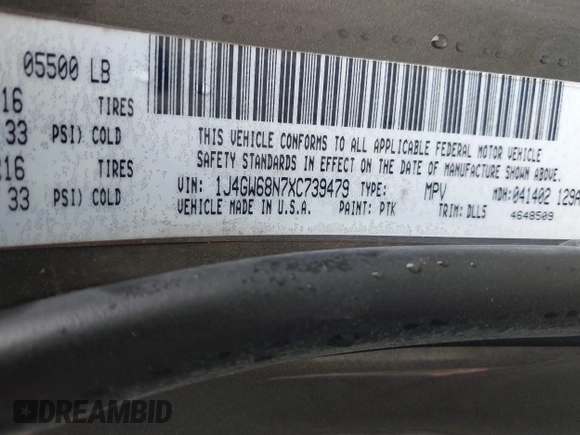 05500 LB
16 TIRES
33 PSI) COLD
16 TIRES
33 PSI) COLD
THIS VEHICLE CONFORMS TO ALL APPLICABLE FEDERAL MOTOR VEHICLE
SAFETY STANDARDS IN EFFECT ON THE DATE OF MANUFACTURE SHOWN ABOVE.
VIN: 1J4GW68N7XC739479 TYPE: MPV MDH:041402 129A
VEHICLE MADE IN U.S.A. PAINT: PTK TRIM: DLL5 4648509
DREAMBID